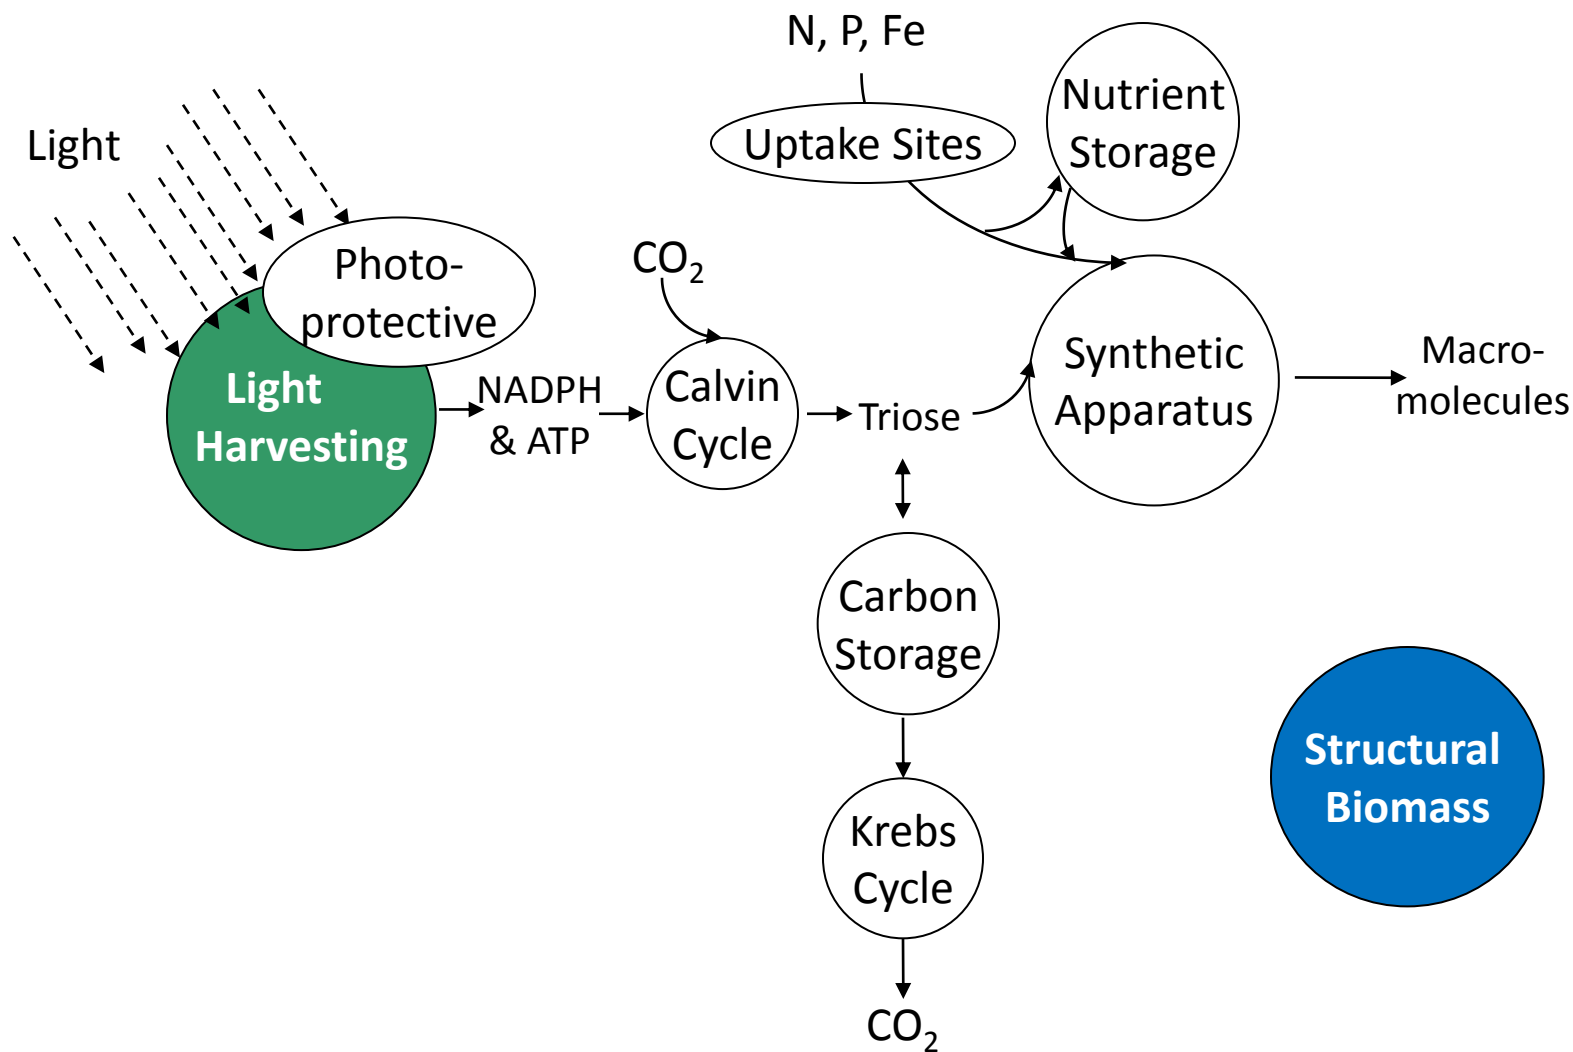 N, P, Fe
Nutrient
Storage
Uptake Sites
Light
Photo-
protective
CO₂
Light
Harvesting
NADPH
& ATP
Calvin
Cycle
Triose
Synthetic
Apparatus
Macro-
molecules
Carbon
Storage
Structural
Biomass
Krebs
Cycle
CO₂